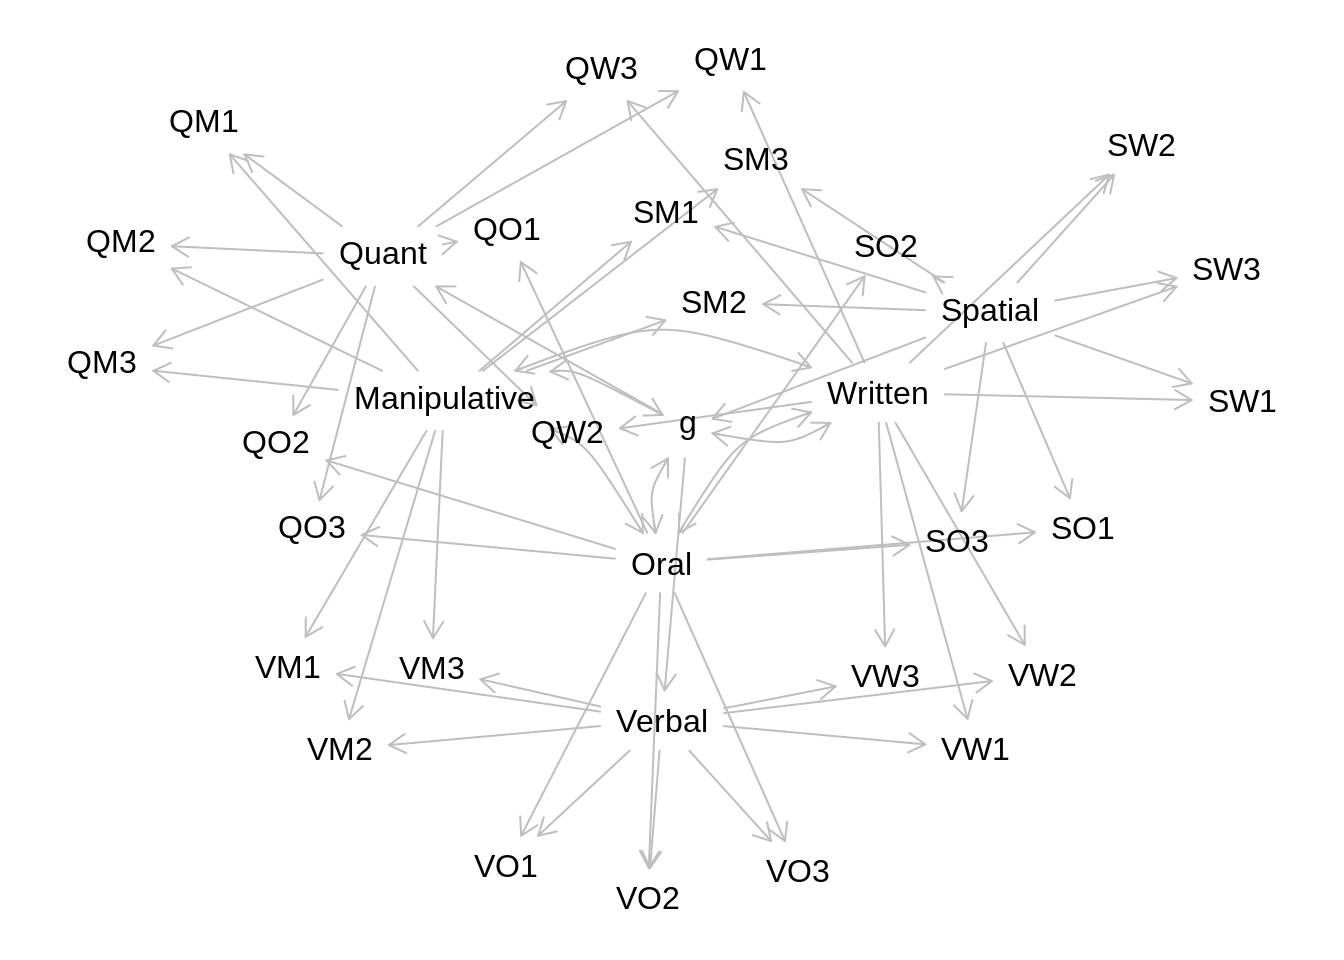 QW1
QW3
QM1
SW2
SM3
SM1
QO1
QM2
SO2
Quant
SW3
SM2
Spatial
QM3
Written
Manipulative
SW1
g
QW2
QO2
QO3
SO1
SO3
Oral
VM1
VM3
VW3
VW2
Verbal
VM2
VW1
VO1
VO3
VO2